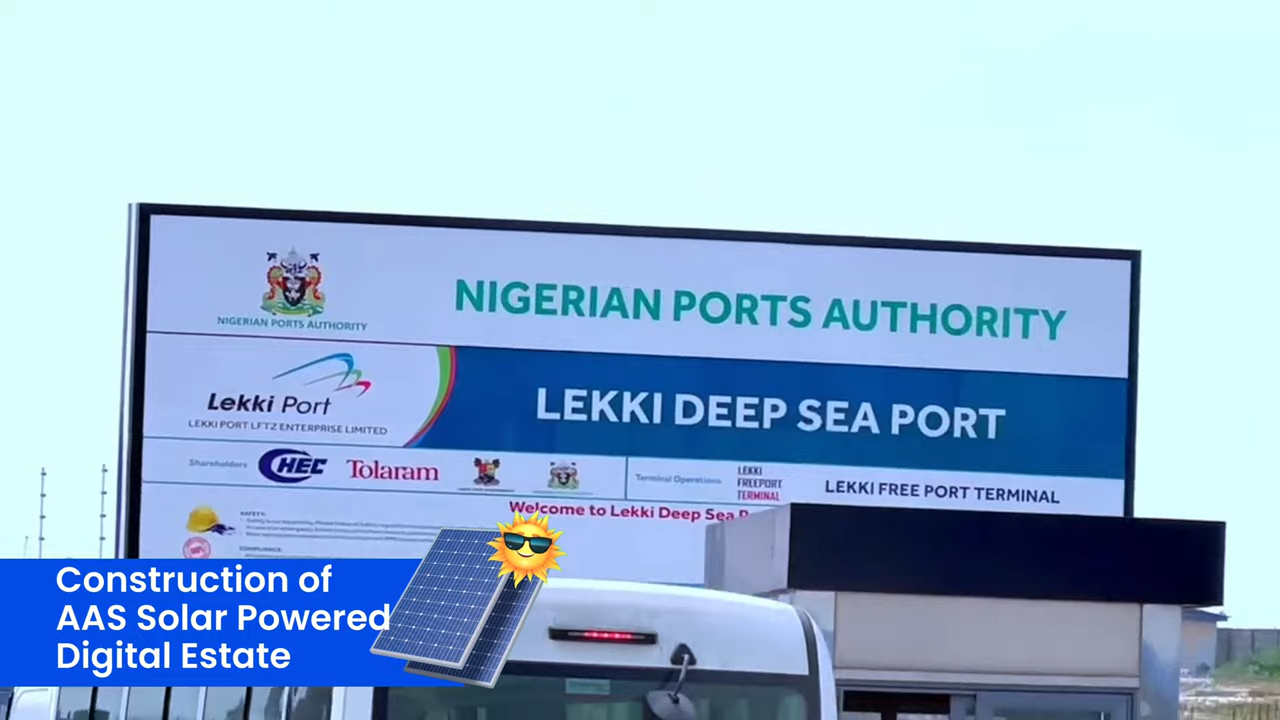 NIGERIAN PORTS AUTHORITY
NIGERIAN PORTS AUTHORITY
Lekki Port
LEKKI PORT LFTZ ENTERPRISE LIMITED
LEKKI DEEP SEA PORT
Shareholders
CHEC
Tolaram
Terminal Operations
LEKKI
FREEPORT
TERMINAL
LEKKI FREE PORT TERMINAL
Welcome to Lekki Deep Sea
SAFETY:
COMPLIANCE:
Construction of
AAS Solar Powered
Digital Estate